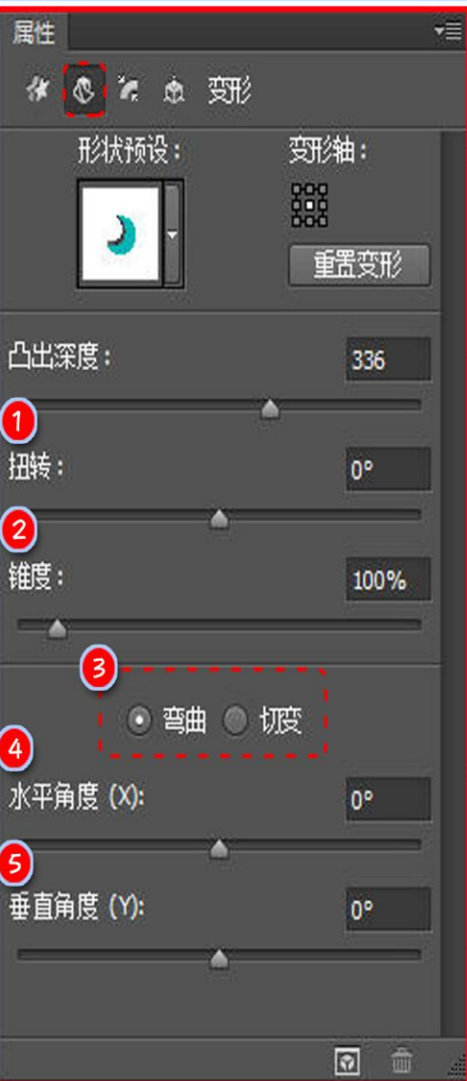 属性
变形
形状预设： 变形轴：
重置变形
凸出深度： 336
1
扭转： 0°
2
锥度： 100%
3
弯曲 切变
4
水平角度 (X): 0°
5
垂直角度 (Y): 0°